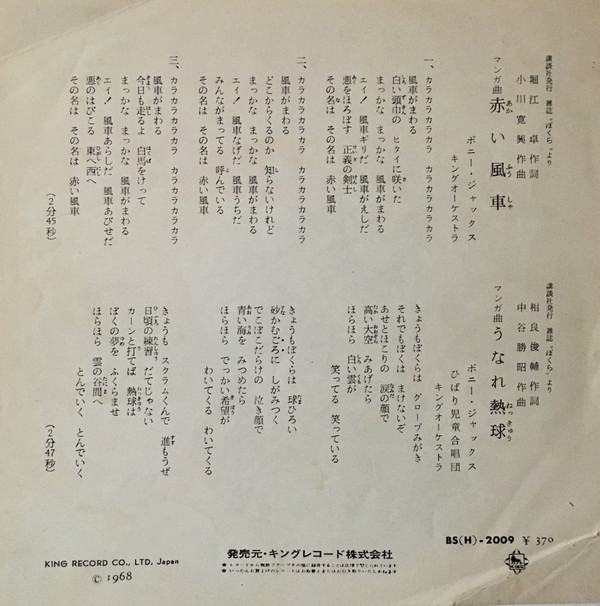 講談社発行 雑誌“ぼくら”より
堀江 卓 作詞
小川 寛興 作曲
マンガ曲 赤い風車
あか ふうしゃ
ボニー・ジャックス
キングオーケストラ
一、カラカラカラカラ カラカラ カラカラ
風車がまわる
白い頭巾の ヒタイに咲いた
まっかな まっかな 風車がまわる
エイ! 風車ギリだ 風車がえしだ
悪をほろぼす 正義の剣士
その名は その名は 赤い風車
二、カラカラカラカラ カラカラ カラカラ
風車がまわる
どこからくるのか 知らないけれど
まっかな まっかな 風車がまわる
エィ! 風車なげだ 風車うちだ
みんながまってる 呼んでいる
その名は その名は 赤い風車
三、カラカラカラカラ カラカラ カラカラ
風車がまわる
今日も走るよ 白馬をけって
まっかな まっかな 風車がまわる
エィ! 風車あらしだ 風車あびせだ
悪のはびこる 東へ西へ
その名は その名は 赤い風車
(2分45秒)
講談社発行 雑誌“ぼくら”より
相良俊輔 作詞
中谷勝昭 作曲
マンガ曲 うなれ熱球
ねっきゅう
ボニー・ジャックス
ひばり児童合唱団
キングオーケストラ
きょうもぼくらは グローブみがき
それでもぼくは まけないぞ
あせとほこりの 涙の顔で
高い大空 みあげたら
ほらほら 白い雲が
笑ってる 笑っている
きょうもぼくらは 球ひろい
砂かむごろに しがみつく
でこぼこだらけの 泣き顔で
青い海を みつめたら
ほらほら でっかい希望が
わいてくる わいてくる
きょうも スクラムくんで 進もうぜ
日頃の練習 だてじゃない
カーンと打てば 熱球は
ぼくの夢を ふくらませ
ほらほら 雲の谷間へ
とんでいく とんでいく
(2分47秒)
BS(H)-2009 ¥370
発売元・キングレコード株式会社
KING RECORD CO., LTD. Japan
© 1968